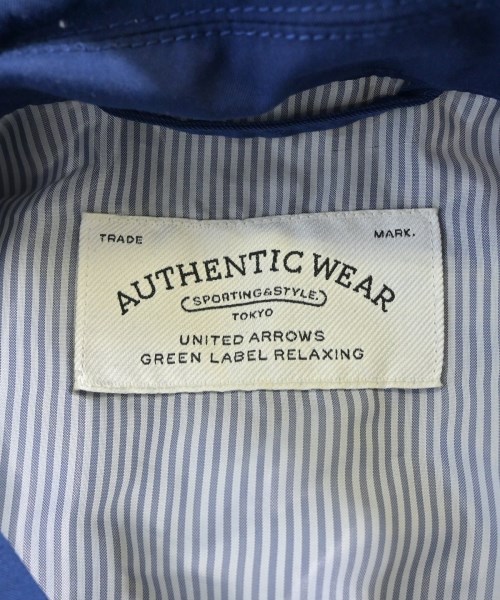 TRADE MARK.
AUTHENTIC WEAR
SPORTING&STYLE.
TOKYO
UNITED ARROWS
GREEN LABEL RELAXING